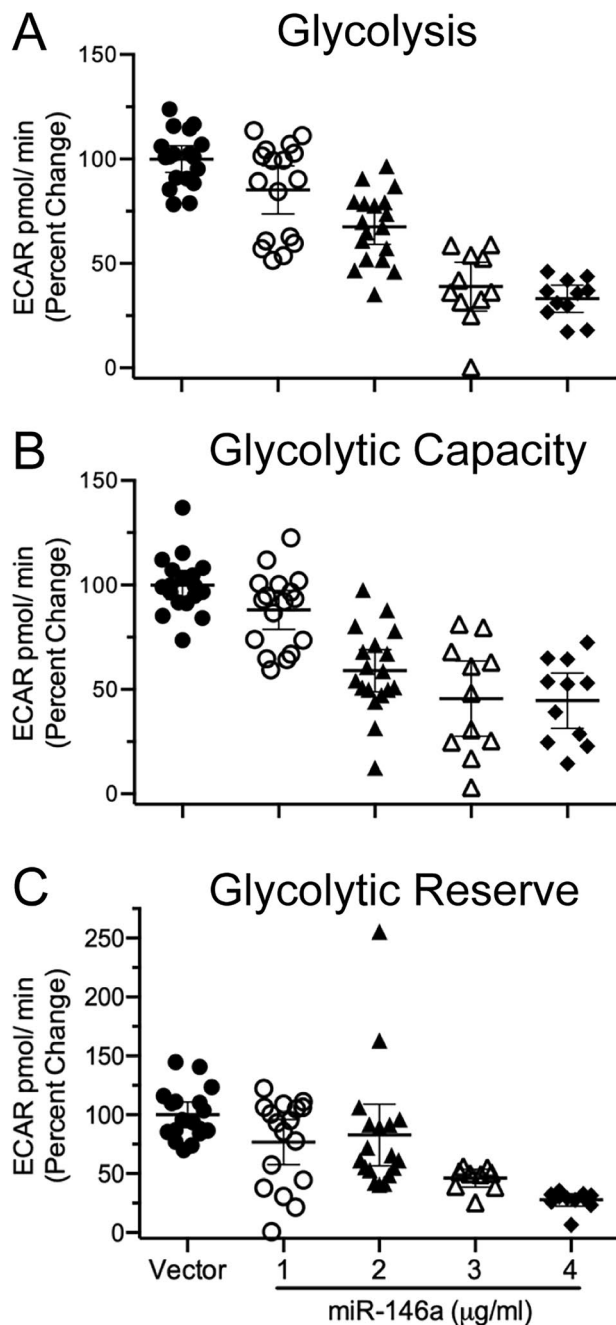 A Glycolysis
ECAR pmol/ min
(Percent Change)
150
100
50
0
B Glycolytic Capacity
ECAR pmol/ min
(Percent Change)
150
100
50
0
C Glycolytic Reserve
ECAR pmol/ min
(Percent Change)
250
200
150
100
50
0
Vector 1 2 3 4
miR-146a (μg/ml)